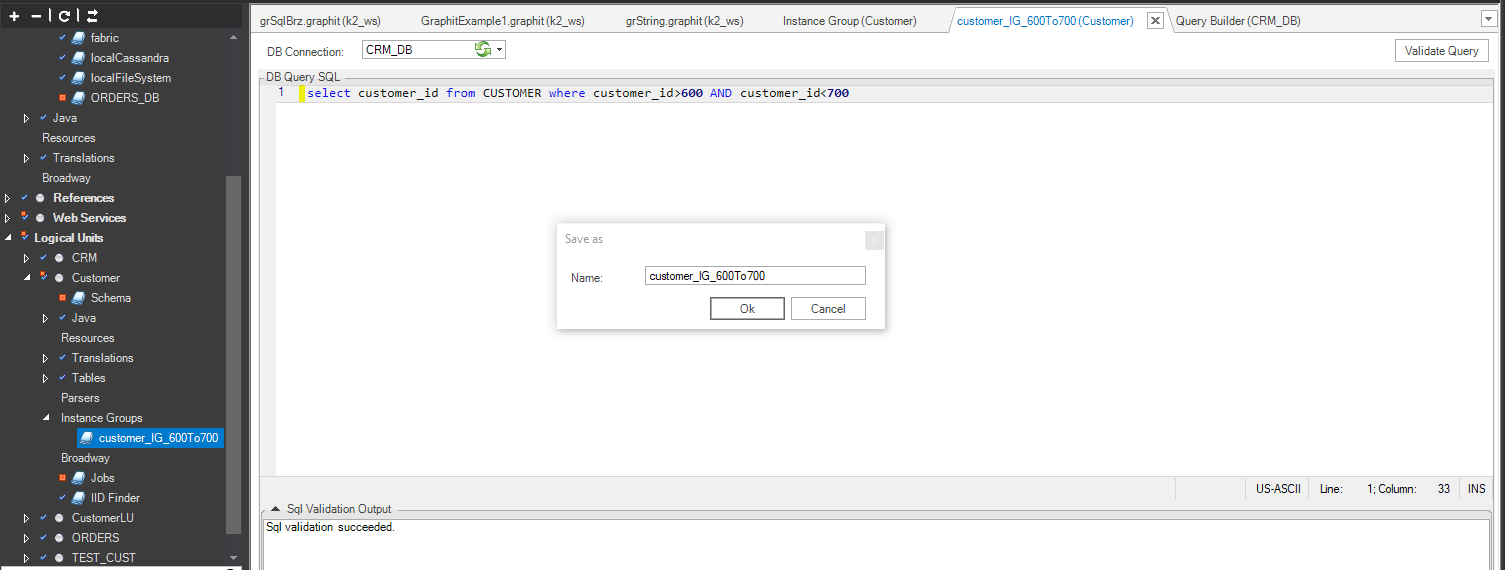 grSqlBrz.graphit (k2_ws) GraphitExample1.graphit (k2_ws) grString.graphit (k2_ws) Instance Group (Customer) customer_IG_600To700 (Customer) Query Builder (CRM_DB)
fabric
localCassandra
localFileSystem
ORDERS_DB
Java
Resources
Translations
Broadway
References
Web Services
Logical Units
CRM
Customer
Schema
Java
Resources
Translations
Tables
Parsers
Instance Groups
customer_IG_600To700
Broadway
Jobs
IID Finder
CustomerLU
ORDERS
TEST_CUST
DB Connection: CRM_DB Validate Query
DB Query SQL
1 select customer_id from CUSTOMER where customer_id>600 AND customer_id<700
Save as
Name: customer_IG_600To700
Ok Cancel
US-ASCII Line: 1; Column: 33 INS
Sql Validation Output
Sql validation succeeded.